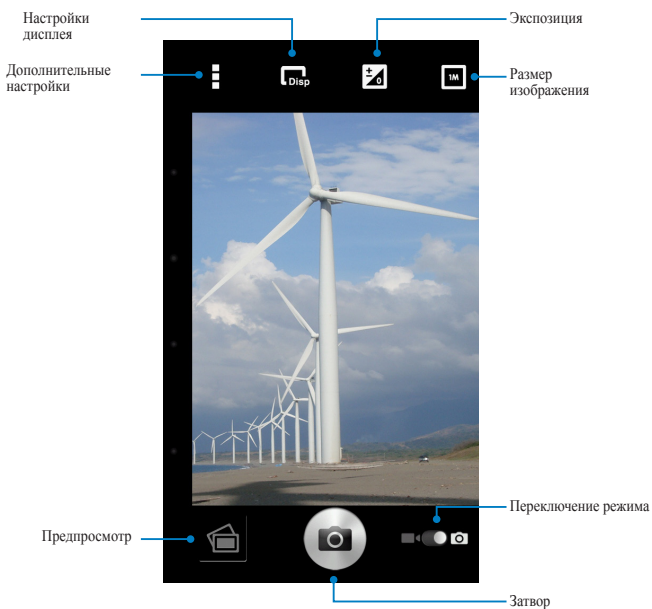 Настройки
дисплея
Экспозиция
Дополнительные
настройки
Размер
изображения
Disp
± 0
1M
Переключение режима
Предпросмотр
Затвор